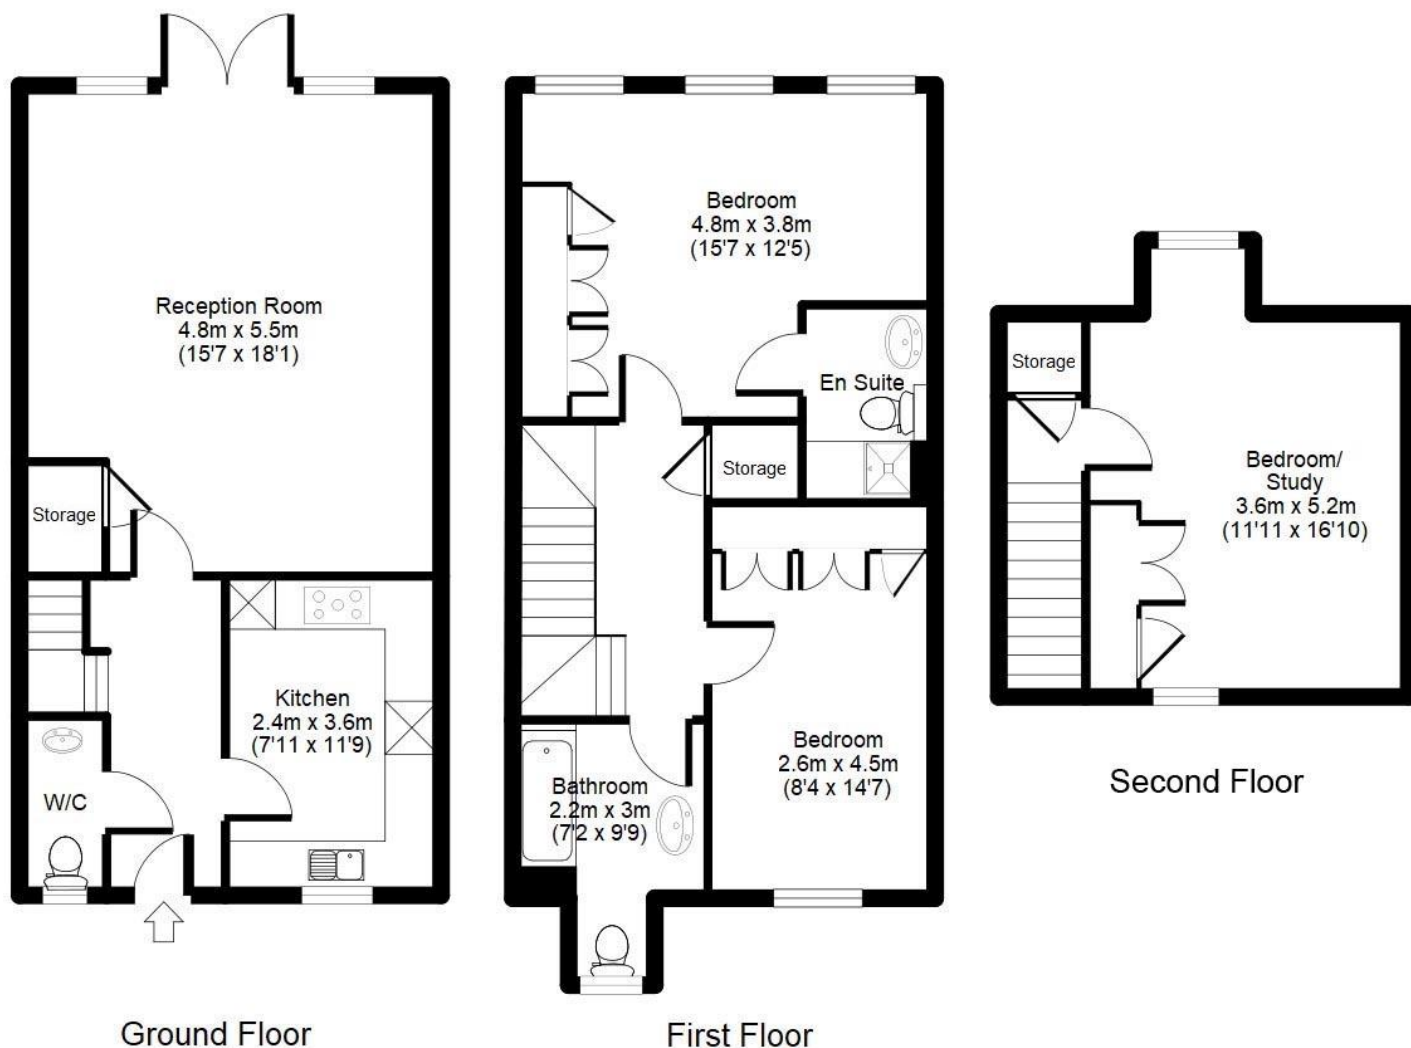 Reception Room
4.8m x 5.5m
(15'7 x 18'1)
Storage
Kitchen
2.4m x 3.6m
(7'11 x 11'9)
W/C
Ground Floor
Bedroom
4.8m x 3.8m
(15'7 x 12'5)
En Suite
Storage
Bedroom
2.6m x 4.5m
(8'4 x 14'7)
Bathroom
2.2m x 3m
(7'2 x 9'9)
First Floor
Storage
Bedroom/
Study
3.6m x 5.2m
(11'11 x 16'10)
Second Floor